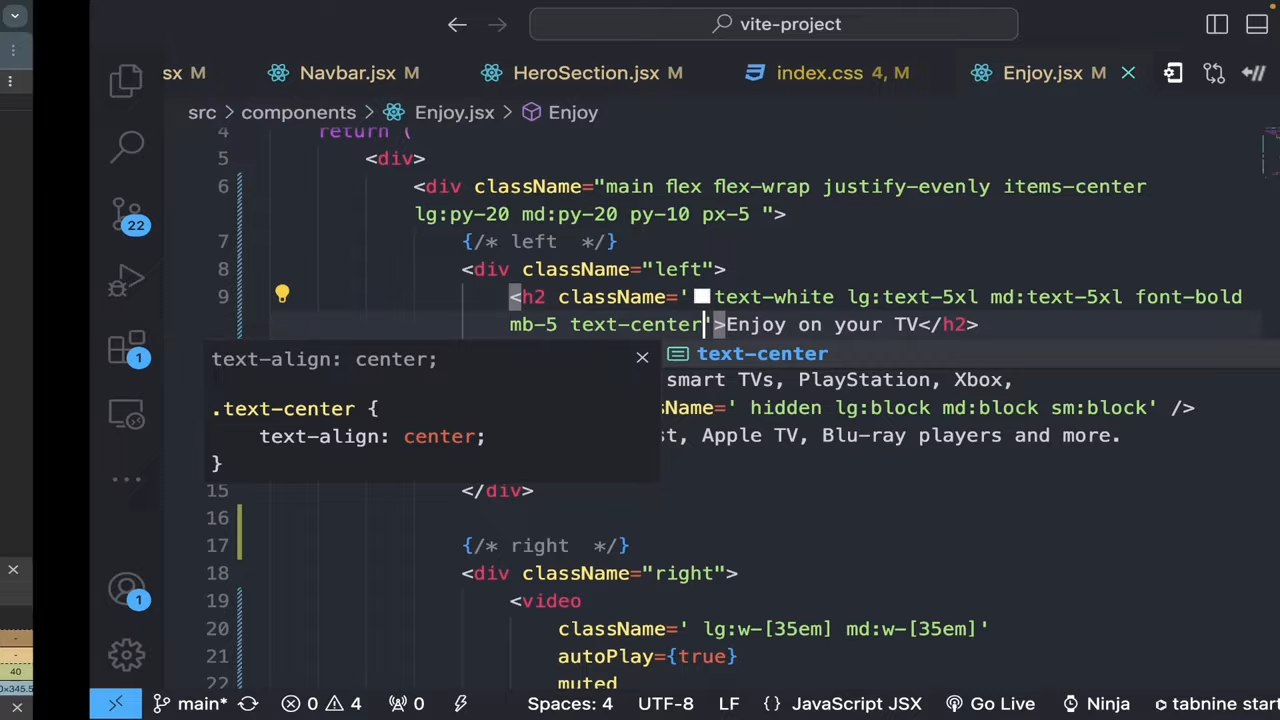 vite-project
sx M
Navbar.jsx M
HeroSection.jsx M
index.css 4, M
Enjoy.jsx M
src > components > Enjoy.jsx > Enjoy
4 return (
5 <div>
6 <div className="main flex flex-wrap justify-evenly items-center
lg:py-20 md:py-20 py-10 px-5 ">
7 {/* left  */}
8 <div className="left">
9 <h2 className='text-white lg:text-5xl md:text-5xl font-bold
mb-5 text-center'>Enjoy on your TV</h2>
text-align: center;
text-center
smart TVs, PlayStation, Xbox,
.text-center {
Name=' hidden lg:block md:block sm:block' />
text-align: center;
st, Apple TV, Blu-ray players and more.
}
15 </div>
16
17 {/* right  */}
18 <div className="right">
19 <video
20 className=' lg:w-[35em] md:w-[35em]'
21 autoPlay={true}
22 muted
22
1
1
40
0x345.5
main* 0 4 0 Spaces: 4 UTF-8 LF {} JavaScript JSX Go Live Ninja tabnine start